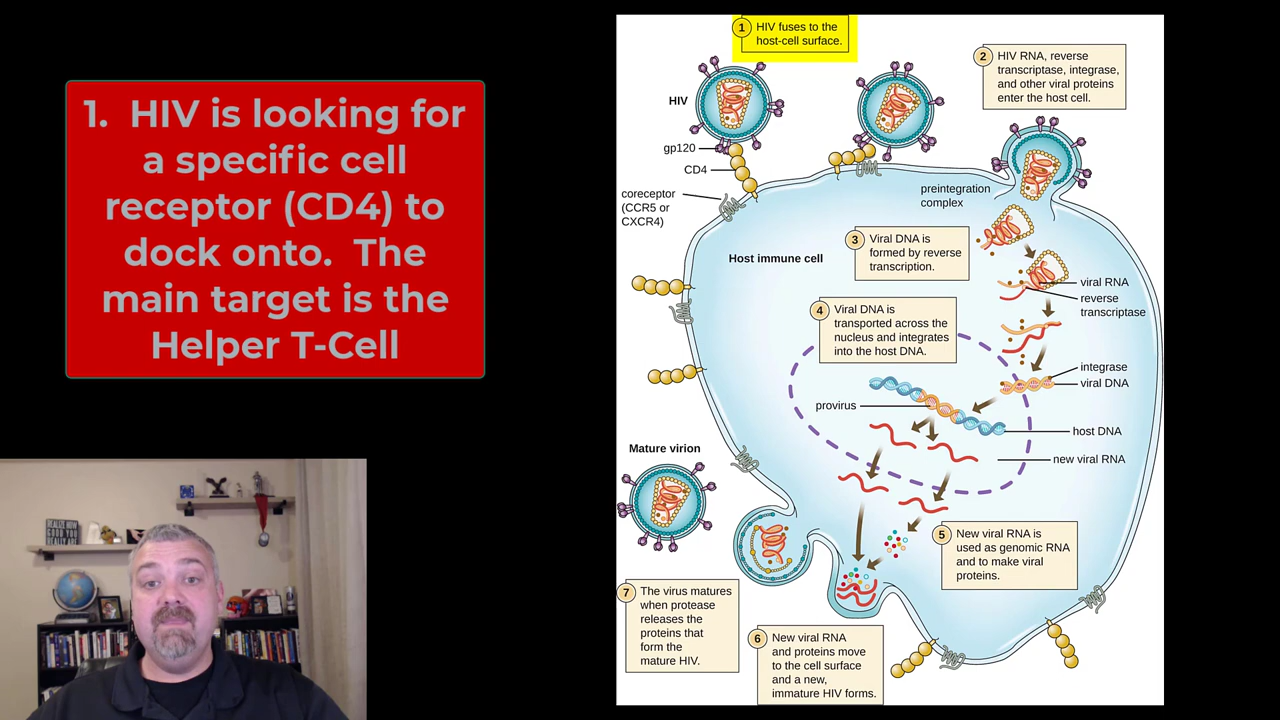 1.  HIV is looking for
a specific cell
receptor (CD4) to
dock onto.  The
main target is the
Helper T-Cell
1 HIV fuses to the
host-cell surface.
2 HIV RNA, reverse
transcriptase, integrase,
and other viral proteins
enter the host cell.
HIV
gp120
CD4
coreceptor
(CCR5 or
CXCR4)
preintegration
complex
Host immune cell
3 Viral DNA is
formed by reverse
transcription.
viral RNA
reverse
transcriptase
4 Viral DNA is
transported across the
nucleus and integrates
into the host DNA.
integrase
viral DNA
provirus
host DNA
new viral RNA
Mature virion
5 New viral RNA is
used as genomic RNA
and to make viral
proteins.
7 The virus matures
when protease
releases the
proteins that
form the
mature HIV.
6 New viral RNA
and proteins move
to the cell surface
and a new,
immature HIV forms.
REALIZE HOW
GOOD YOU
REALLY ARE